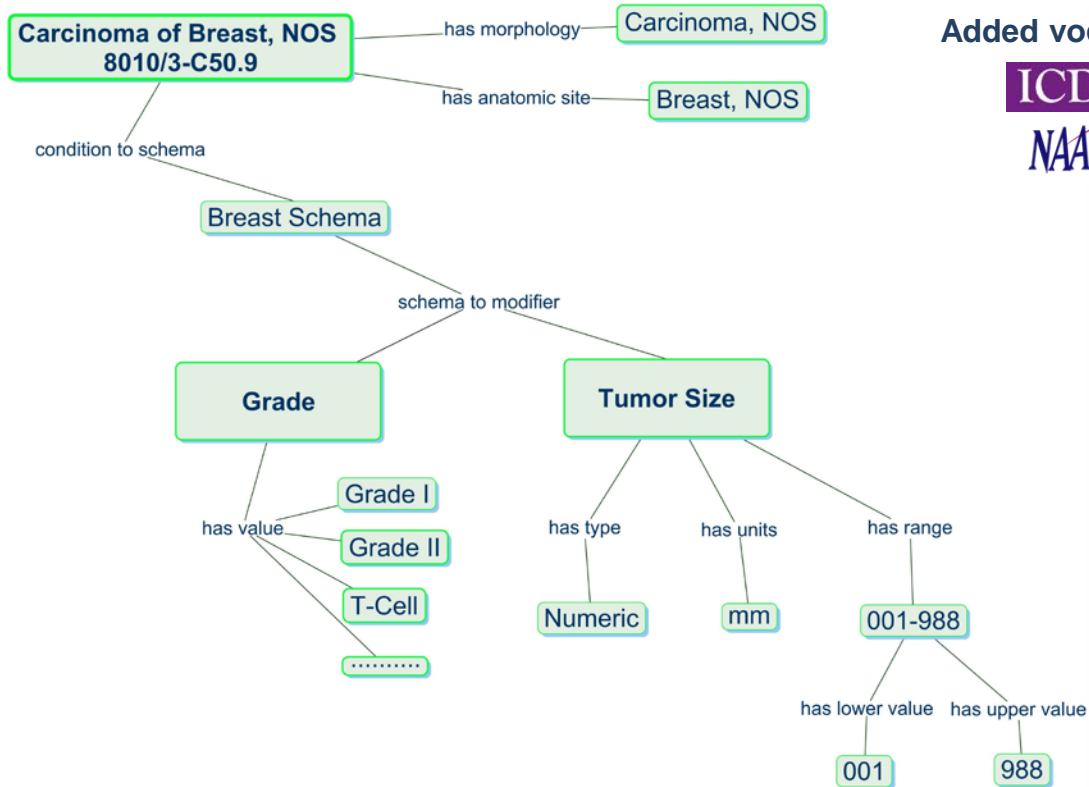 Carcinoma of Breast, NOS
8010/3-C50.9
has morphology
Carcinoma, NOS
Added
has anatomic site
Breast, NOS
condition to schema
Breast Schema
schema to modifier
Grade
Tumor Size
has value
Grade I
Grade II
T-Cell
..........
has type
has units
has range
Numeric
mm
001-988
has lower value
has upper value
001
988